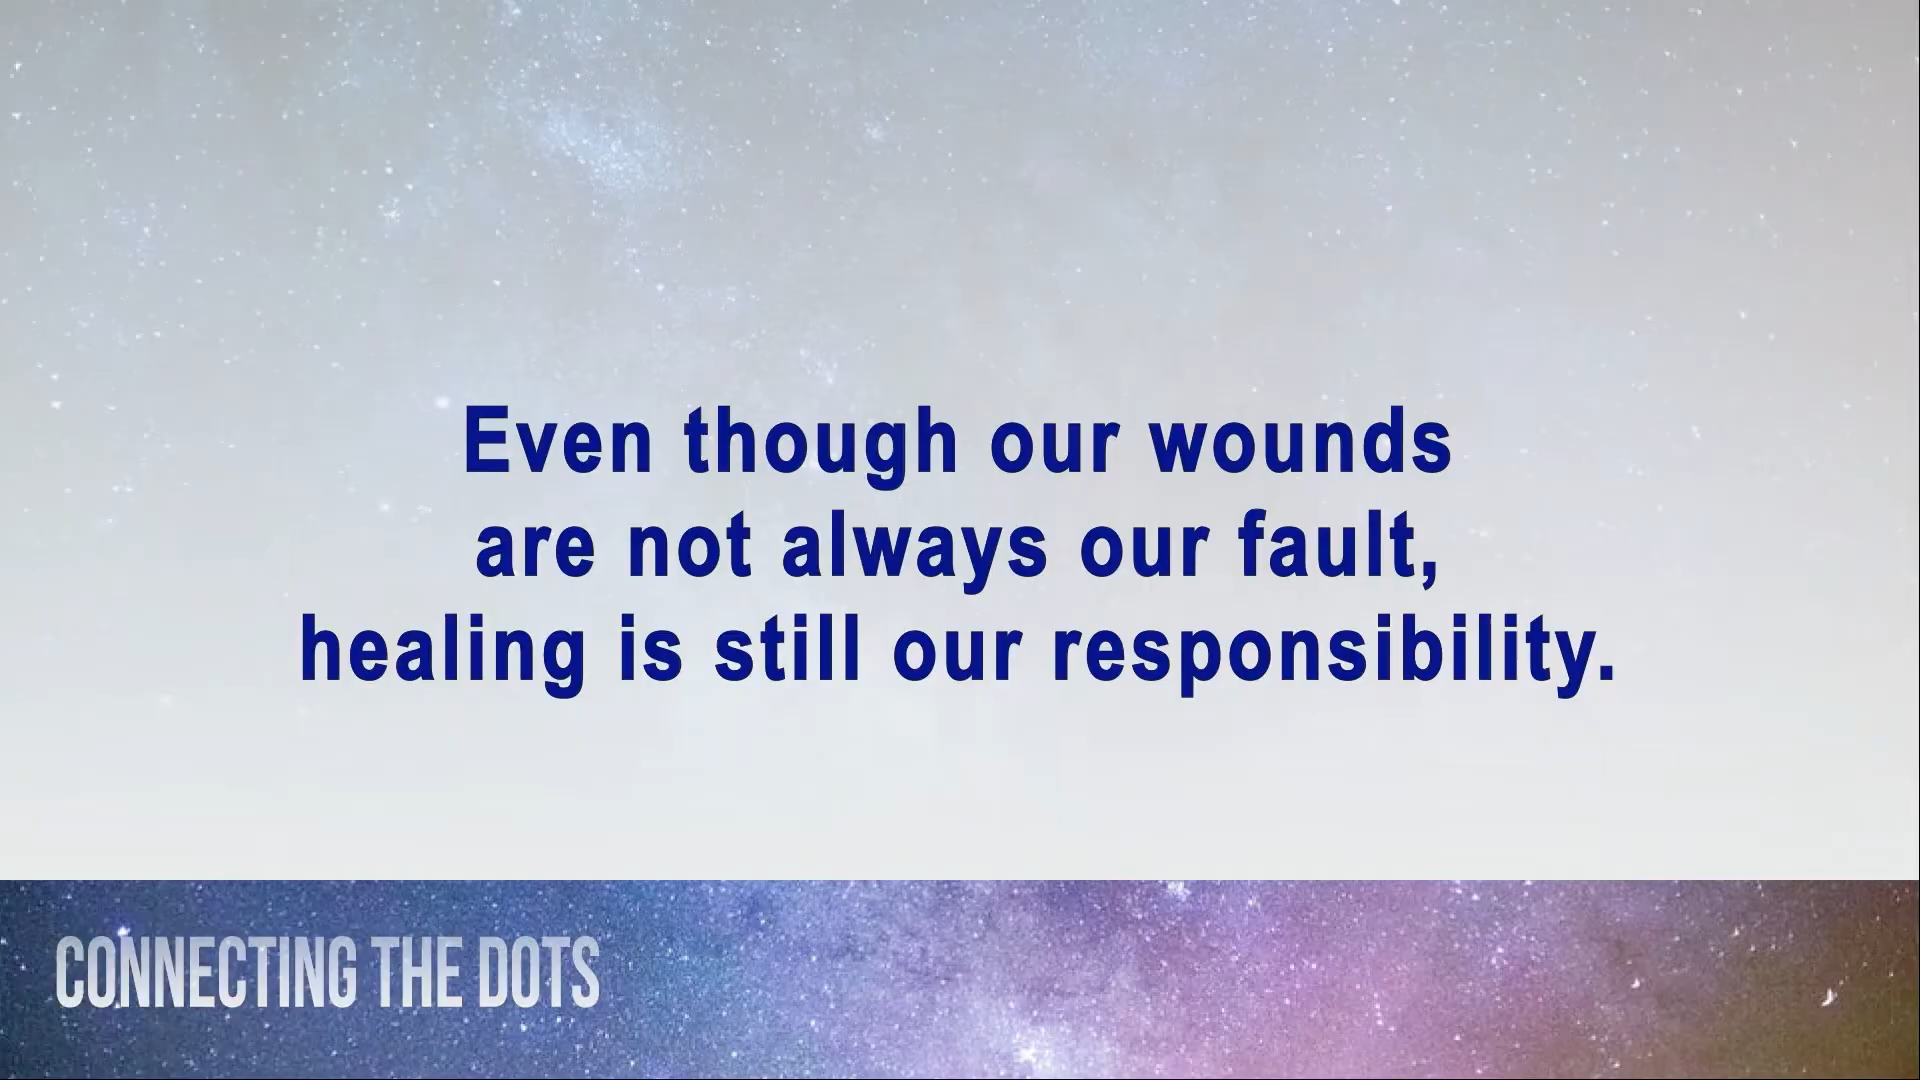 Even though our wounds
are not always our fault,
healing is still our responsibility.
CONNECTING THE DOTS